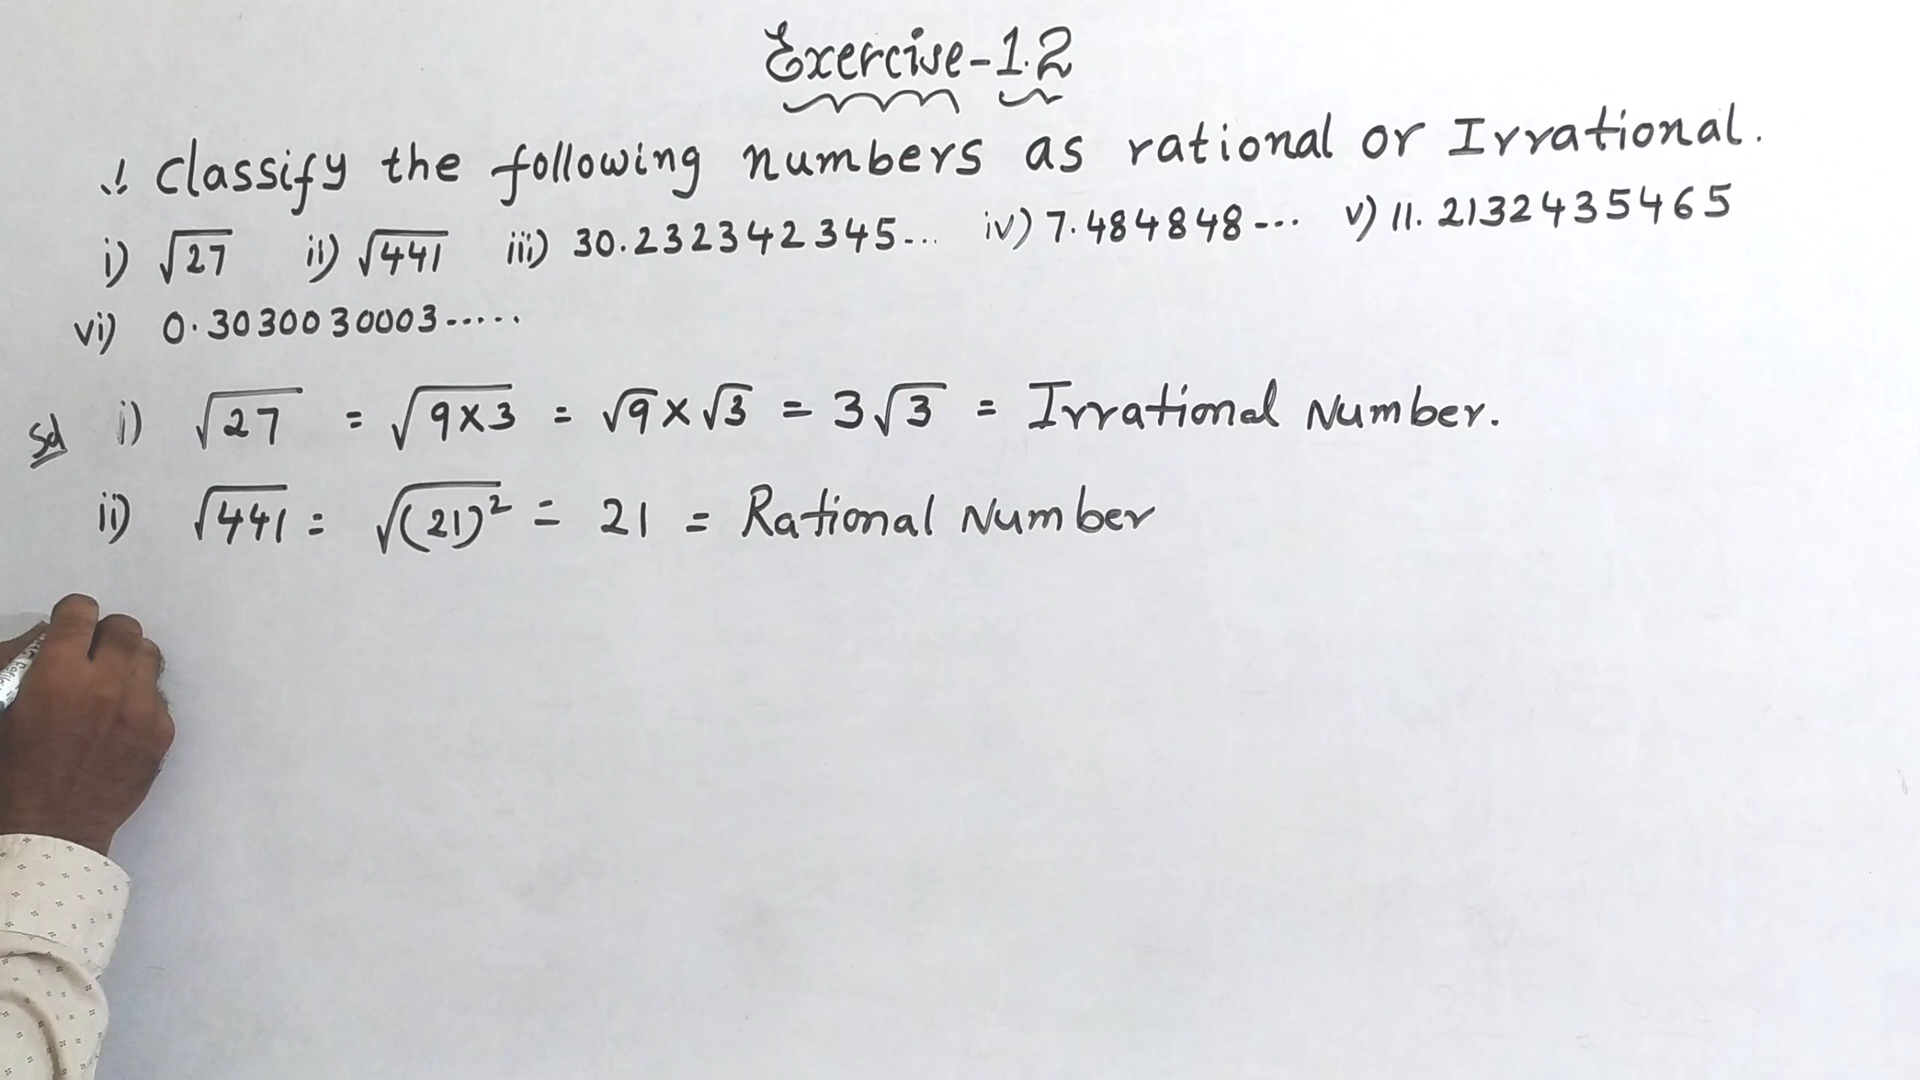 Exercise-1.2
1. Classify the following numbers as rational or Irrational.
i) √27 ii) √441 iii) 30.232342345... iv) 7.484848... v) 11.2132435465
vi) 0.3030030003.....
Sol i) √27 = √9×3 = √9 × √3 = 3√3 = Irrational Number.
ii) √441 = √(21)² = 21 = Rational Number